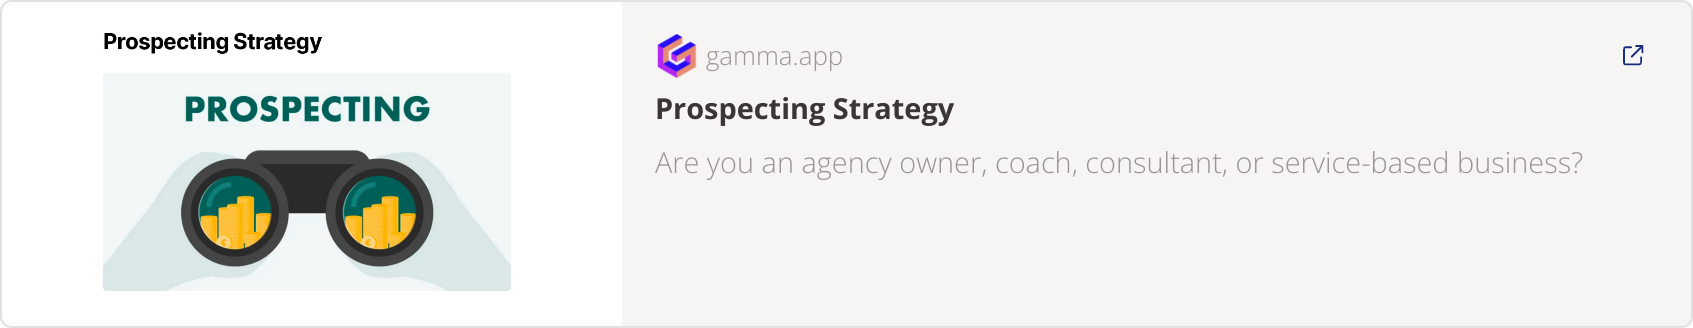 Prospecting Strategy
PROSPECTING
gamma.app
Prospecting Strategy
Are you an agency owner, coach, consultant, or service-based business?